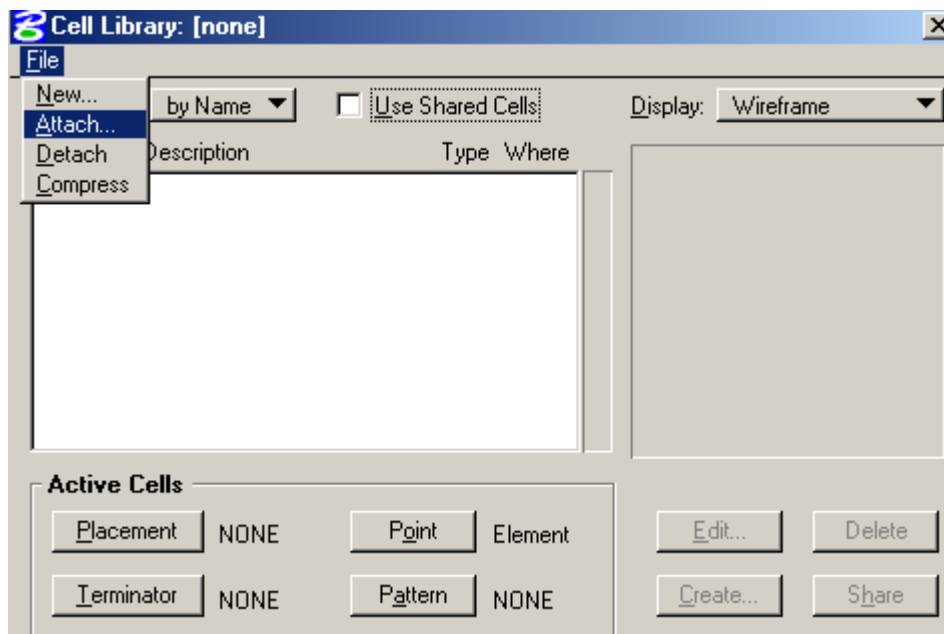 Cell Library: [none]
File
New...
Attach...
Detach
Compress
by Name
Use Shared Cells
Display: Wireframe
Description Type Where
Active Cells
Placement NONE Point Element Edit... Delete
Terminator NONE Pattern NONE Create... Share